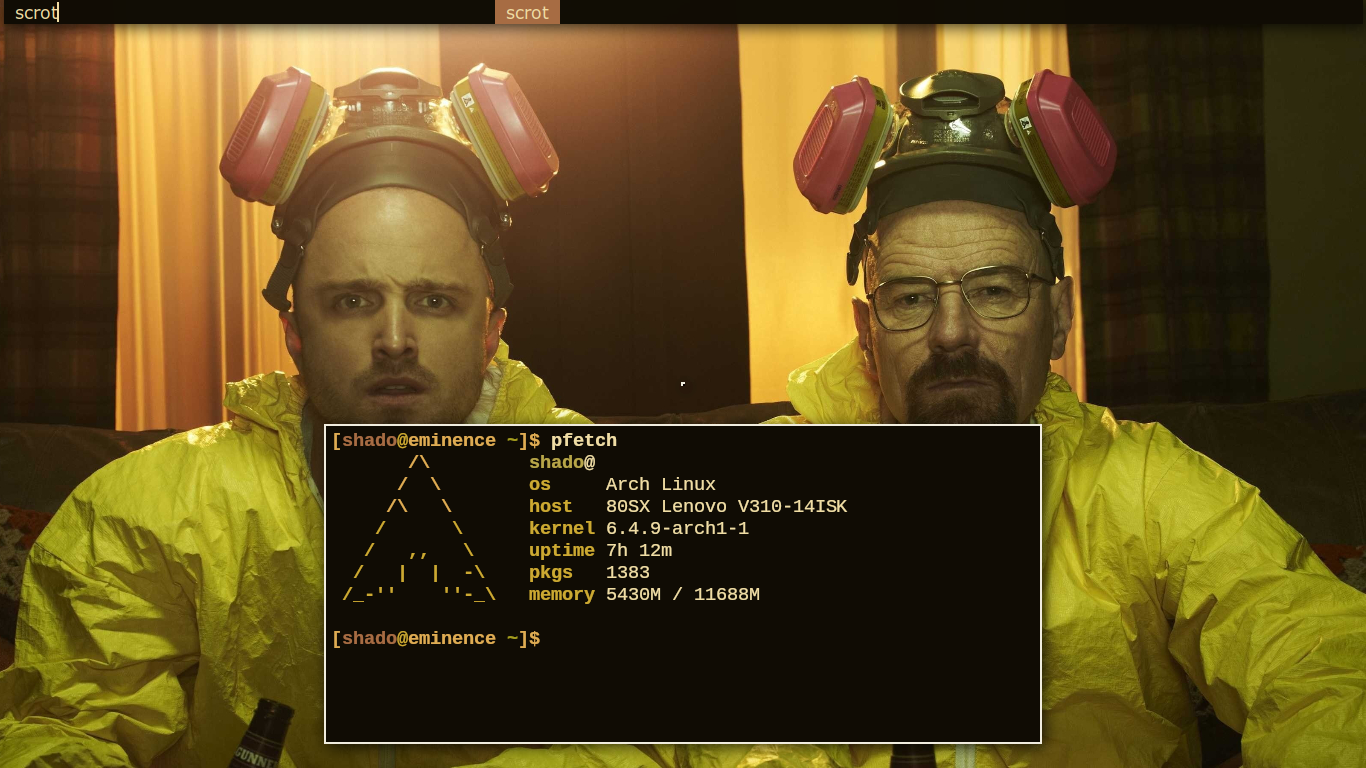 scrot scrot
[shado@eminence ~]$ pfetch
/\ shado@
/ \ os Arch Linux
/\ \ host 80SX Lenovo V310-14ISK
/ \ kernel 6.4.9-arch1-1
/ ,, \ uptime 7h 12m
/ | | -\ pkgs 1383
/_-'' ''-_\ memory 5430M / 11688M
[shado@eminence ~]$